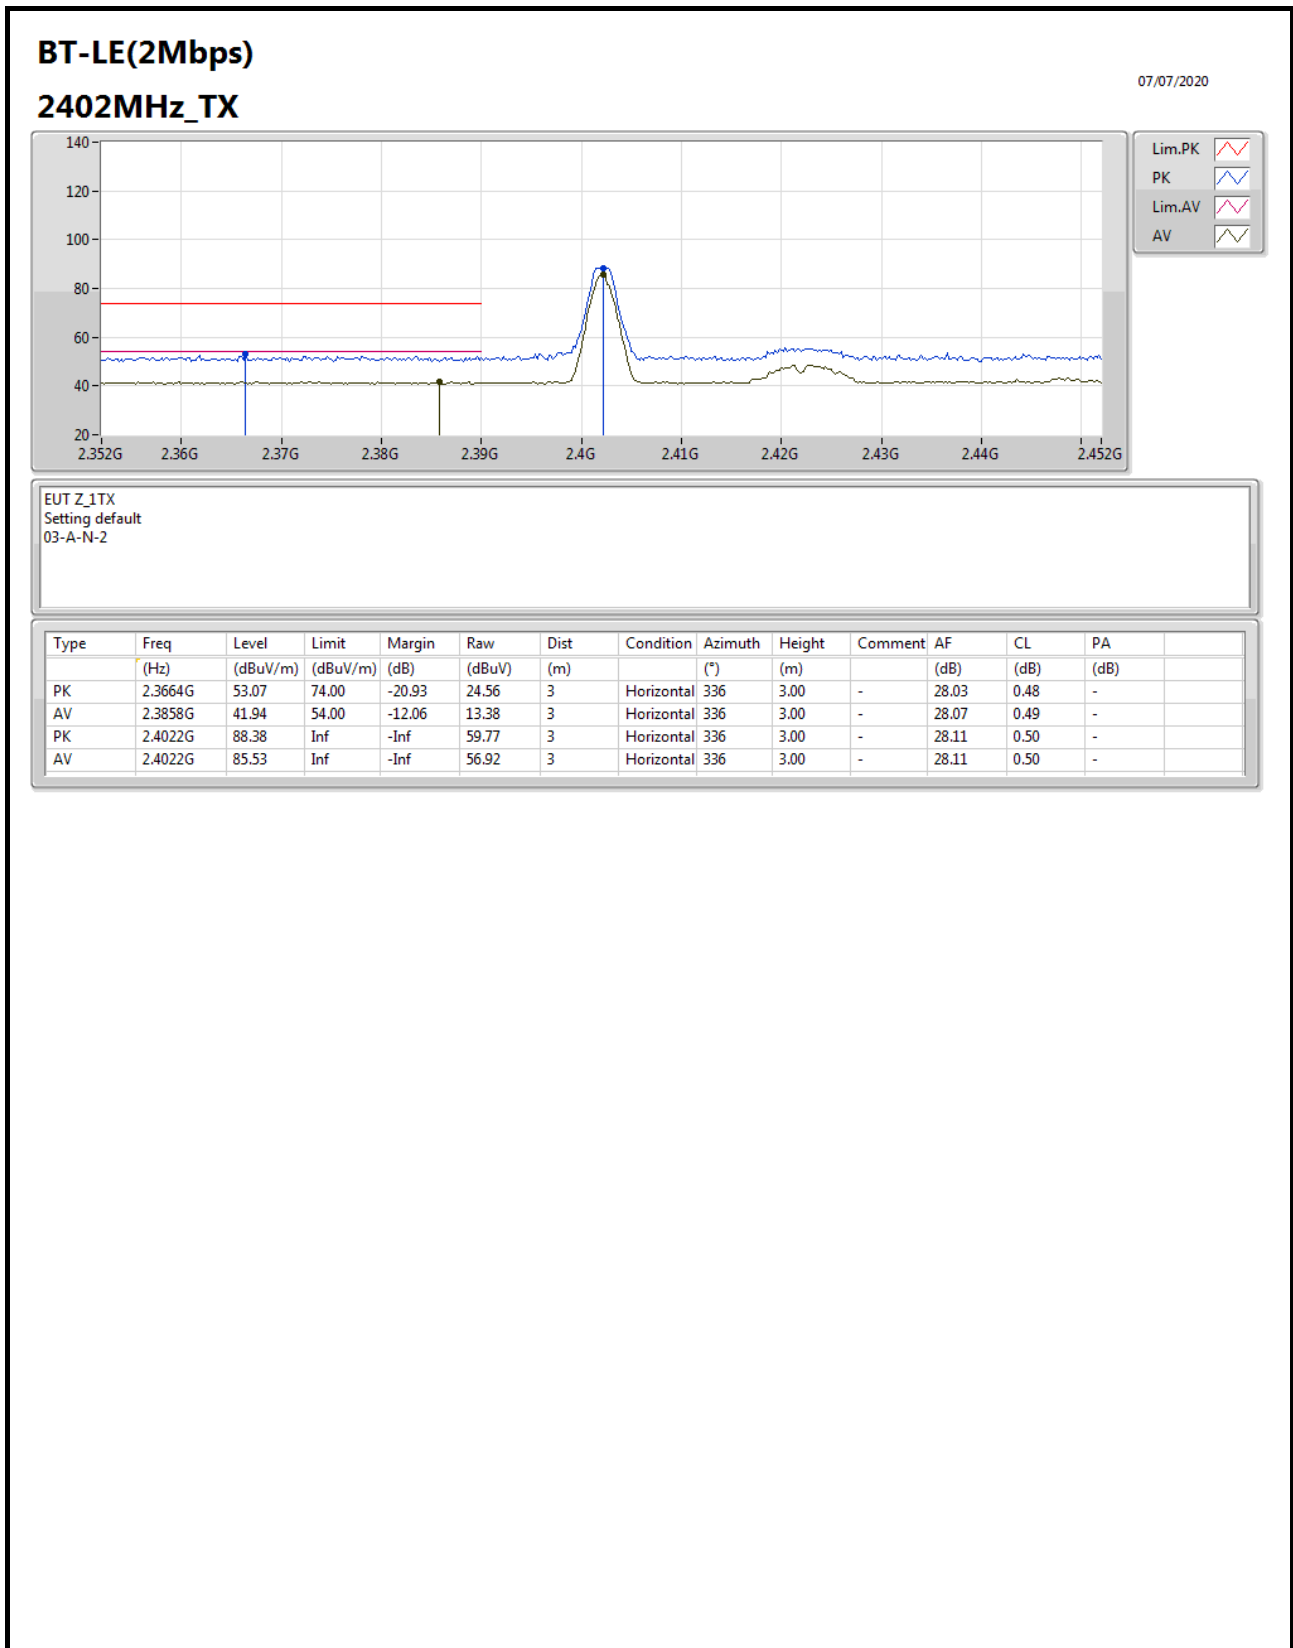 BT-LE(2Mbps)
07/07/2020
2402MHz_TX
140
120
100
80
60
40
20
2.352G 2.36G 2.37G 2.38G 2.39G 2.4G 2.41G 2.42G 2.43G 2.44G 2.452G
Lim.PK
PK
Lim.AV
AV
EUT Z_1TX
Setting default
03-A-N-2
Type Freq Level Limit Margin Raw Dist Condition Azimuth Height Comment AF CL PA
(Hz) (dBuV/m) (dBuV/m) (dB) (dBuV) (m) (°) (m) (dB) (dB) (dB)
PK 2.3664G 53.07 74.00 -20.93 24.56 3 Horizontal 336 3.00 - 28.03 0.48 -
AV 2.3858G 41.94 54.00 -12.06 13.38 3 Horizontal 336 3.00 - 28.07 0.49 -
PK 2.4022G 88.38 Inf -Inf 59.77 3 Horizontal 336 3.00 - 28.11 0.50 -
AV 2.4022G 85.53 Inf -Inf 56.92 3 Horizontal 336 3.00 - 28.11 0.50 -